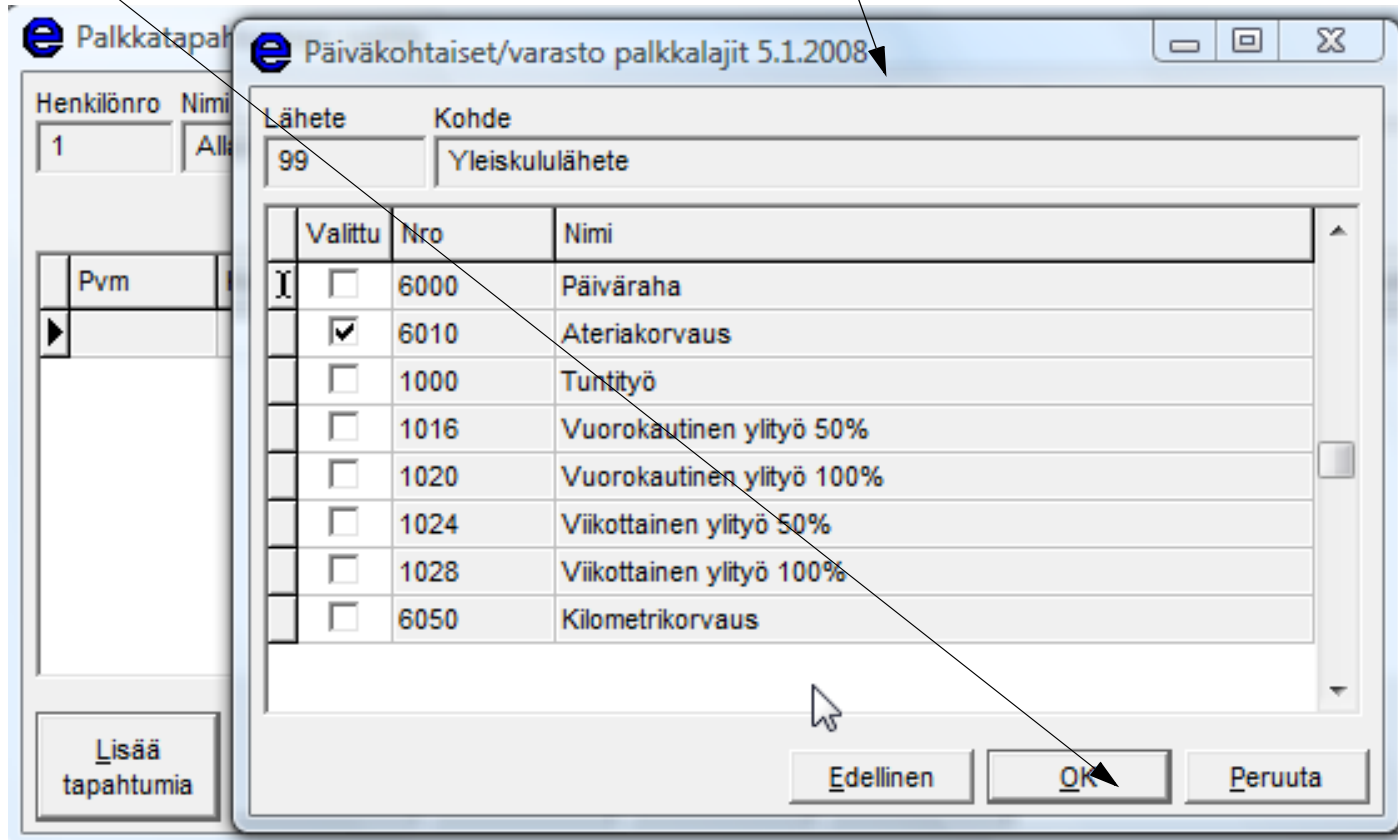 Palkkatapah
Päiväkohtaiset/varasto palkkalajit 5.1.2008
Henkilönro Nimi
1
Lähete Kohde
99 Yleiskululähete
Valittu Nro Nimi
Pvm
6000 Päiväraha
6010 Ateriakorvaus
1000 Tuntityö
1016 Vuorokautinen ylityö 50%
1020 Vuorokautinen ylityö 100%
1024 Viikottainen ylityö 50%
1028 Viikottainen ylityö 100%
6050 Kilometrikorvaus
Lisää
tapahtumia
Edellinen OK Peruuta